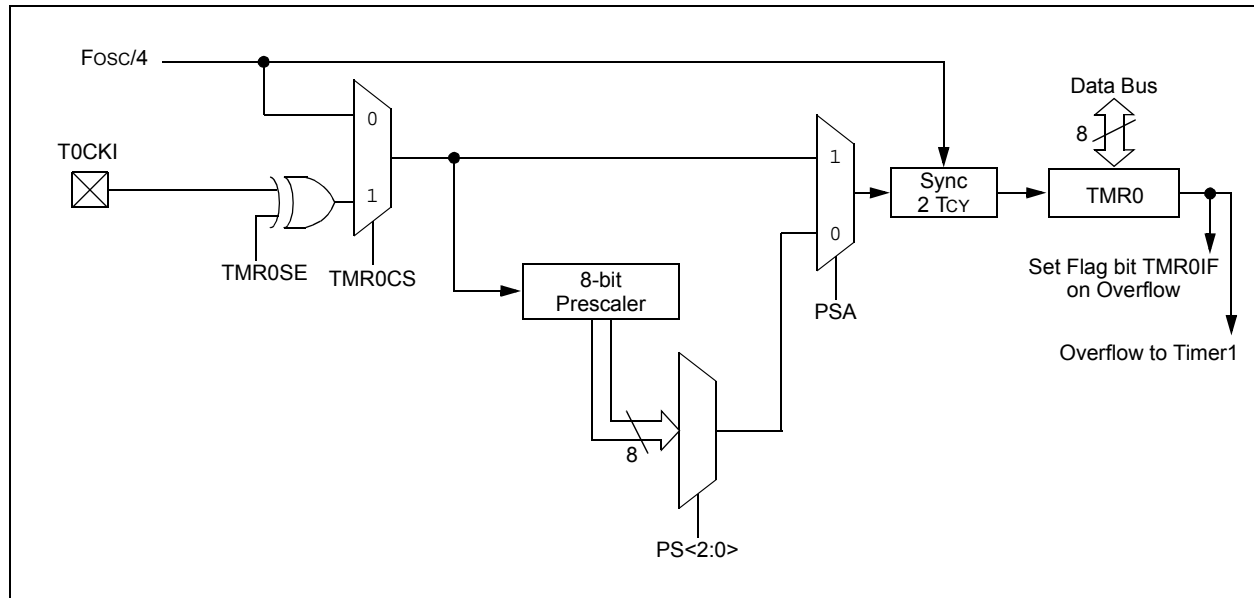 FOSC/4
Data Bus
8
0
T0CKI
1
1
Sync
2 TCY
TMR0
0
TMR0SE
TMR0CS
8-bit
Prescaler
PSA
Set Flag bit TMR0IF
on Overflow
Overflow to Timer1
8
PS<2:0>